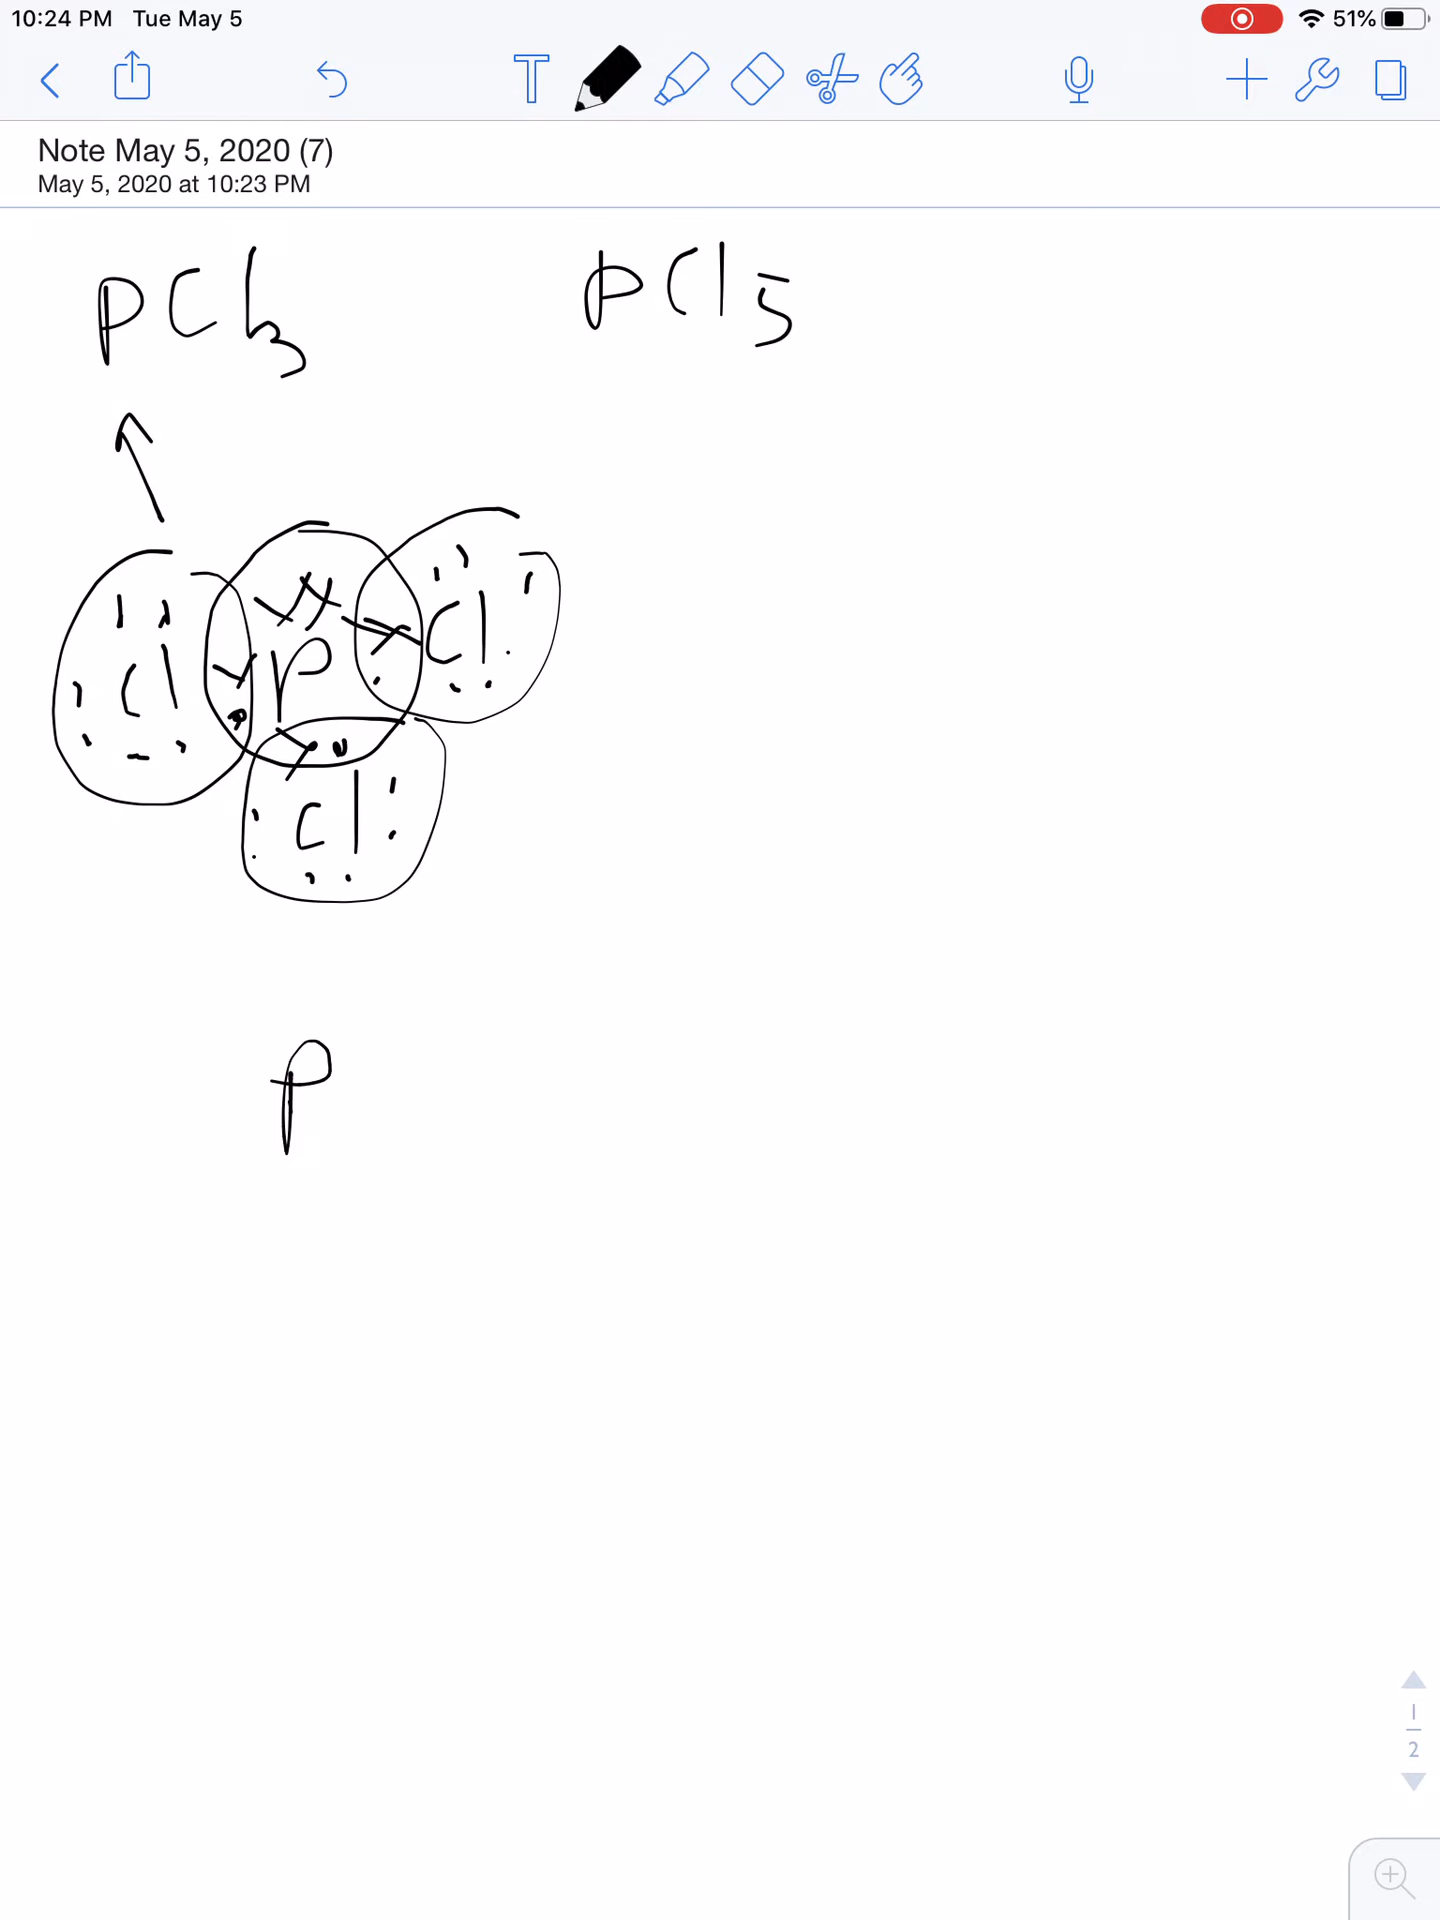 10:24 PM Tue May 5 51%
T
Note May 5, 2020 (7)
May 5, 2020 at 10:23 PM
PCl3 PCl5
Cl P Cl
Cl
P
1
2